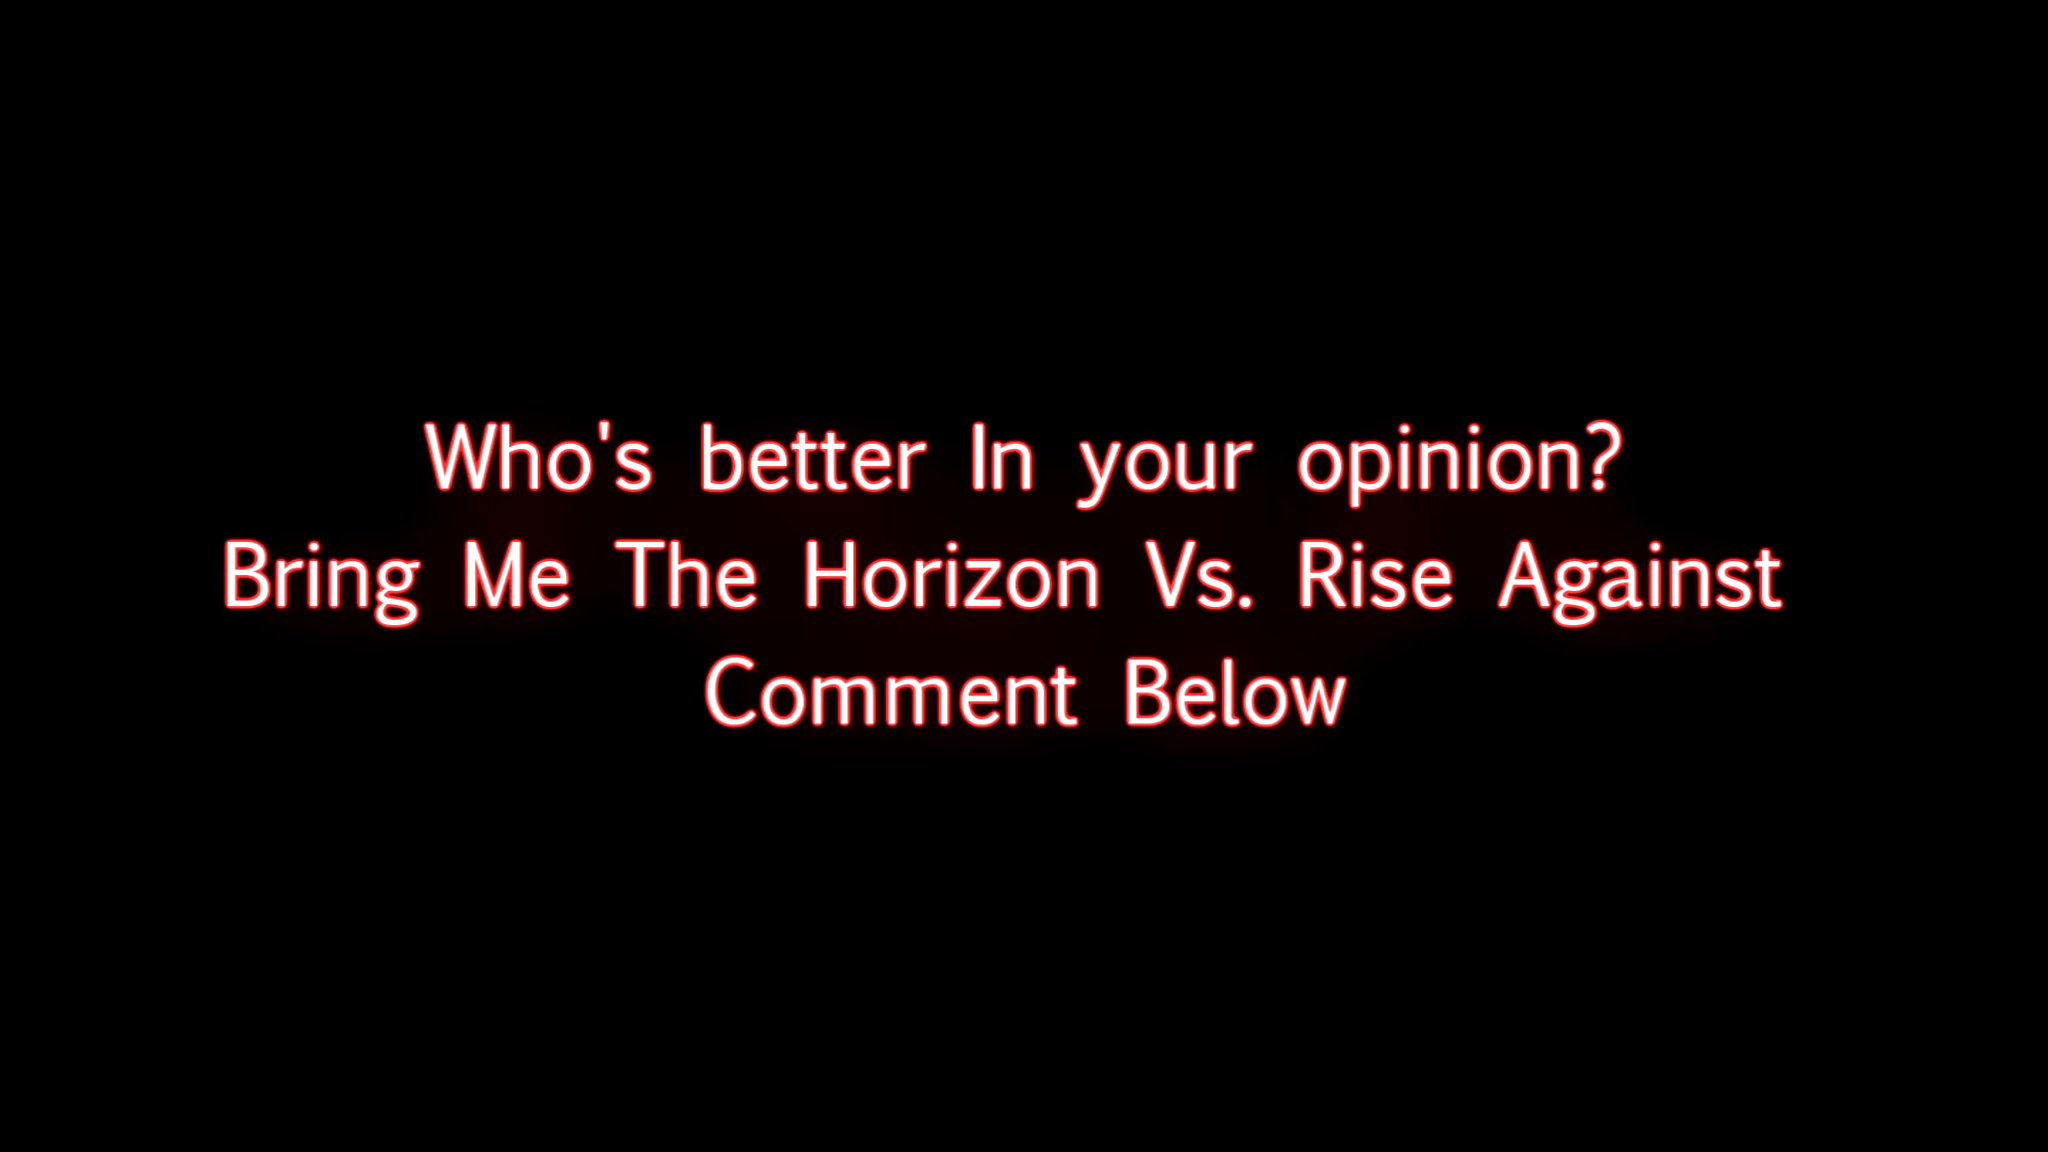 Who's better In your opinion?
Bring Me The Horizon Vs. Rise Against
Comment Below